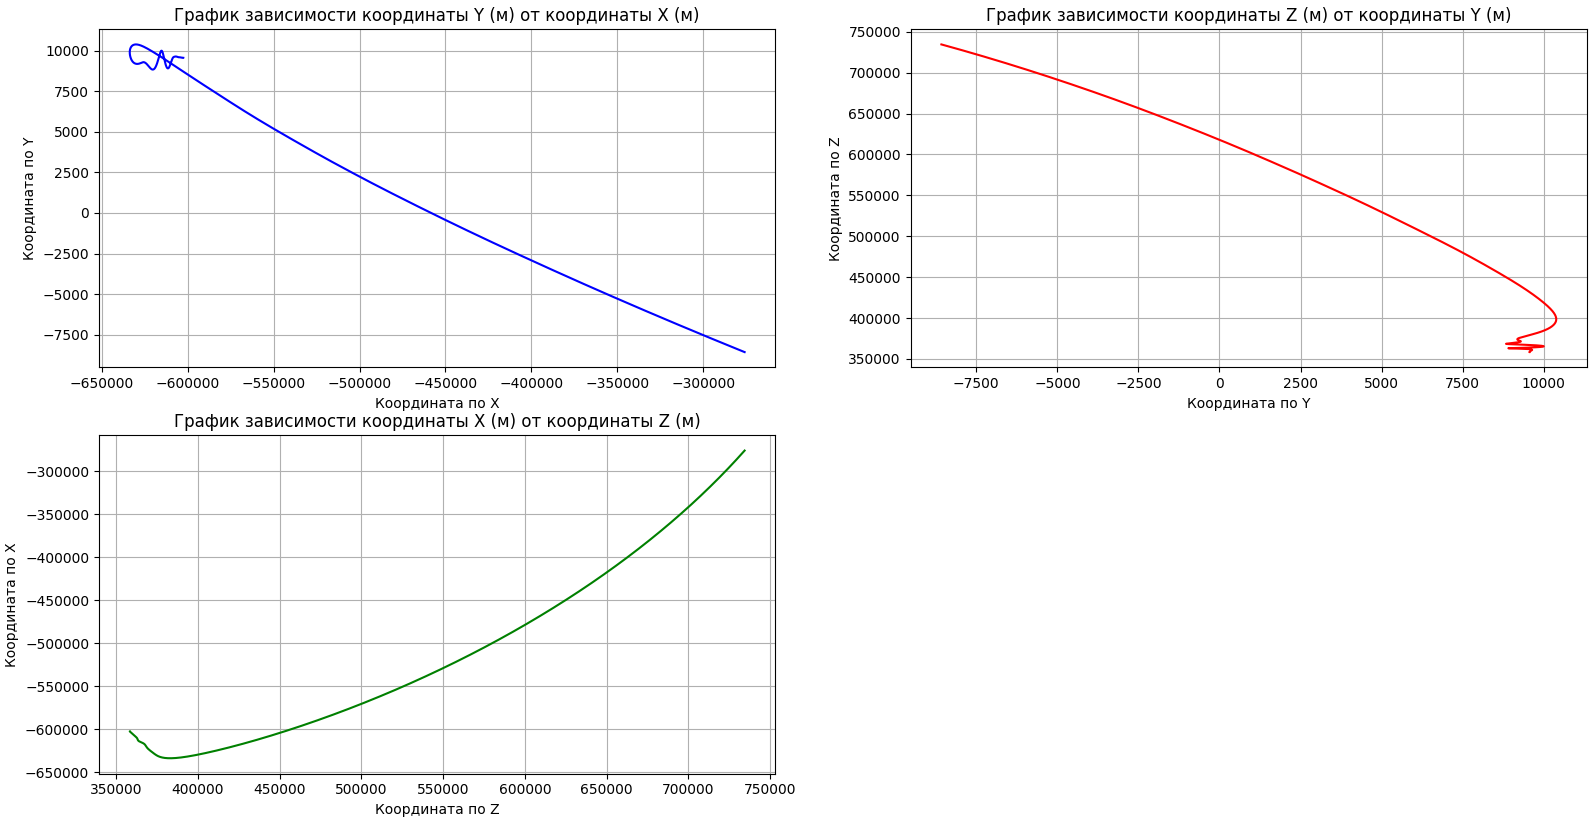 График зависимости координаты Y (м) от координаты X (м)
Координата по Y
10000
7500
5000
2500
0
−2500
−5000
−7500
−650000 −600000 −550000 −500000 −450000 −400000 −350000 −300000
Координата по X
График зависимости координаты Z (м) от координаты Y (м)
Координата по Z
750000
700000
650000
600000
550000
500000
450000
400000
350000
−7500 −5000 −2500 0 2500 5000 7500 10000
Координата по Y
График зависимости координаты X (м) от координаты Z (м)
Координата по X
−300000
−350000
−400000
−450000
−500000
−550000
−600000
−650000
350000 400000 450000 500000 550000 600000 650000 700000 750000
Координата по Z